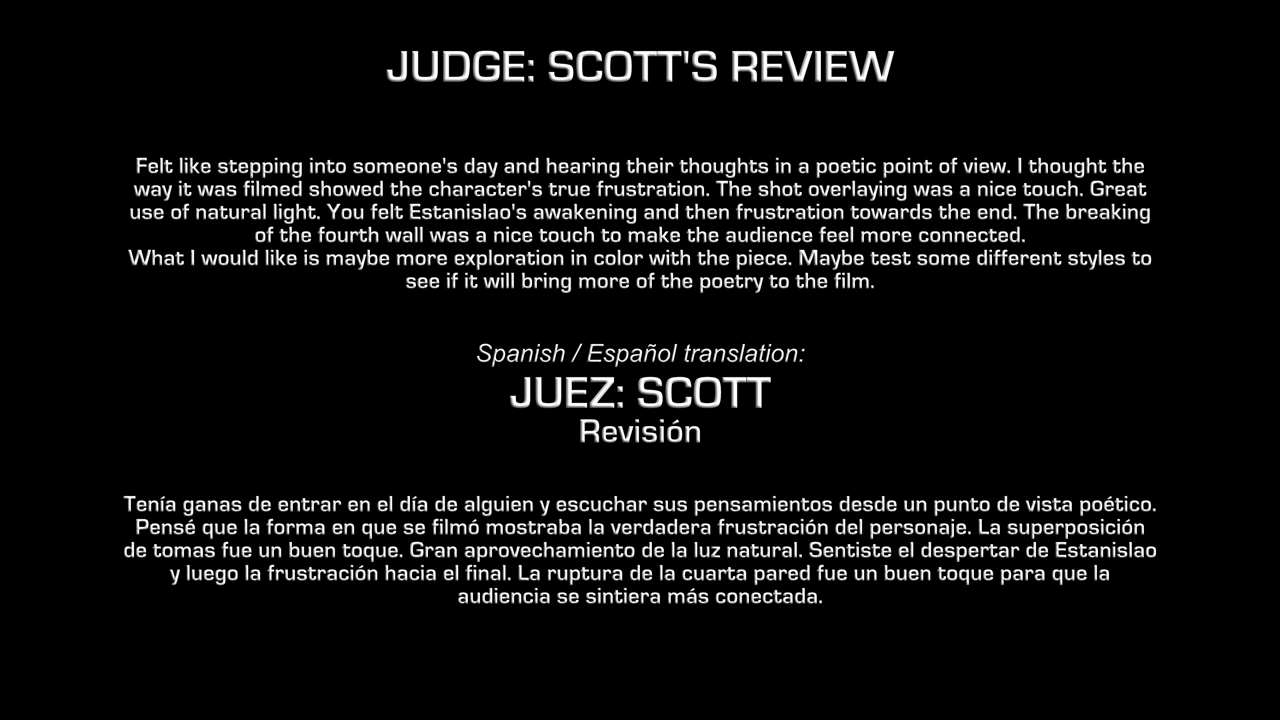 JUDGE: SCOTT'S REVIEW
Felt like stepping into someone's day and hearing their thoughts in a poetic point of view. I thought the
way it was filmed showed the character's true frustration. The shot overlaying was a nice touch. Great
use of natural light. You felt Estanislao's awakening and then frustration towards the end. The breaking
of the fourth wall was a nice touch to make the audience feel more connected.
What I would like is maybe more exploration in color with the piece. Maybe test some different styles to
see if it will bring more of the poetry to the film.
Spanish / Español translation:
JUEZ: SCOTT
Revisión
Tenía ganas de entrar en el día de alguien y escuchar sus pensamientos desde un punto de vista poético.
Pensé que la forma en que se filmó mostraba la verdadera frustración del personaje. La superposición
de tomas fue un buen toque. Gran aprovechamiento de la luz natural. Sentiste el despertar de Estanislao
y luego la frustración hacia el final. La ruptura de la cuarta pared fue un buen toque para que la
audiencia se sintiera más conectada.